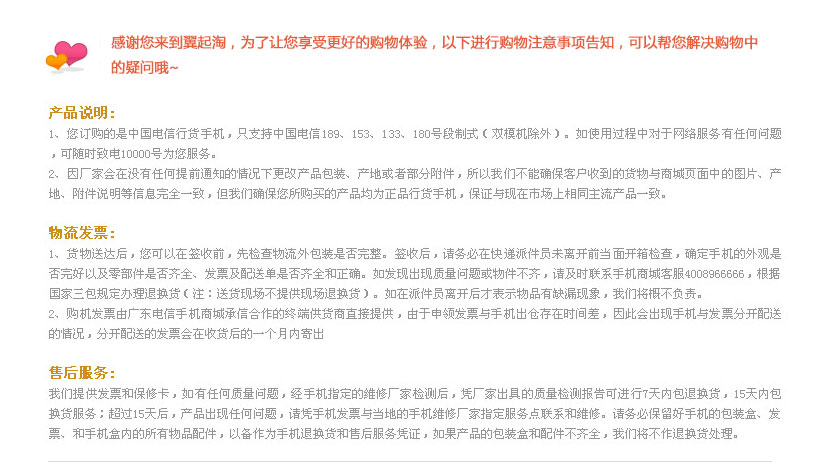 感谢您来到翼起淘，为了让您享受更好的购物体验，以下进行购物注意事项告知，可以帮您解决购物中
的疑问哦~
产品说明：
1、您订购的是中国电信行货手机，只支持中国电信189、153、133、180号段制式（双模机除外）。如使用过程中对于网络服务有任何问题
，可随时致电10000号为您服务。
2、因厂家会在没有任何提前通知的情况下更改产品包装、产地或者部分附件，所以我们不能确保客户收到的货物与商城页面中的图片、产
地、附件说明等信息完全一致，但我们确保您所购买的产品均为正品行货手机，保证与现在市场上相同主流产品一致。
物流发票：
1、货物送达后，您可以在签收前，先检查物流外包装是否完整。签收后，请务必在快递派件员未离开前当面开箱检查，确定手机的外观是
否完好以及零部件是否齐全、发票及配送单是否齐全和正确。如发现出现质量问题或物件不齐，请及时联系手机商城客服4008966666，根据
国家三包规定办理退换货（注：送货现场不提供现场退换货）。如在派件员离开后才表示物品有缺漏现象，我们将概不负责。
2、购机发票由广东电信手机商城承信合作的终端供货商直接提供，由于申领发票与手机出仓存在时间差，因此会出现手机与发票分开配送
的情况，分开配送的发票会在收货后的一个月内寄出
售后服务：
我们提供发票和保修卡，如有任何质量问题，经手机指定的维修厂家检测后，凭厂家出具的质量检测报告可进行7天内包退换货，15天内包
换货服务；超过15天后，产品出现任何问题，请凭手机发票与当地的手机维修厂家指定服务点联系和维修。请务必保留好手机的包装盒、发
票、和手机盒内的所有物品配件，以备作为手机退换货和售后服务凭证，如果产品的包装盒和配件不齐全，我们将不作退换货处理。